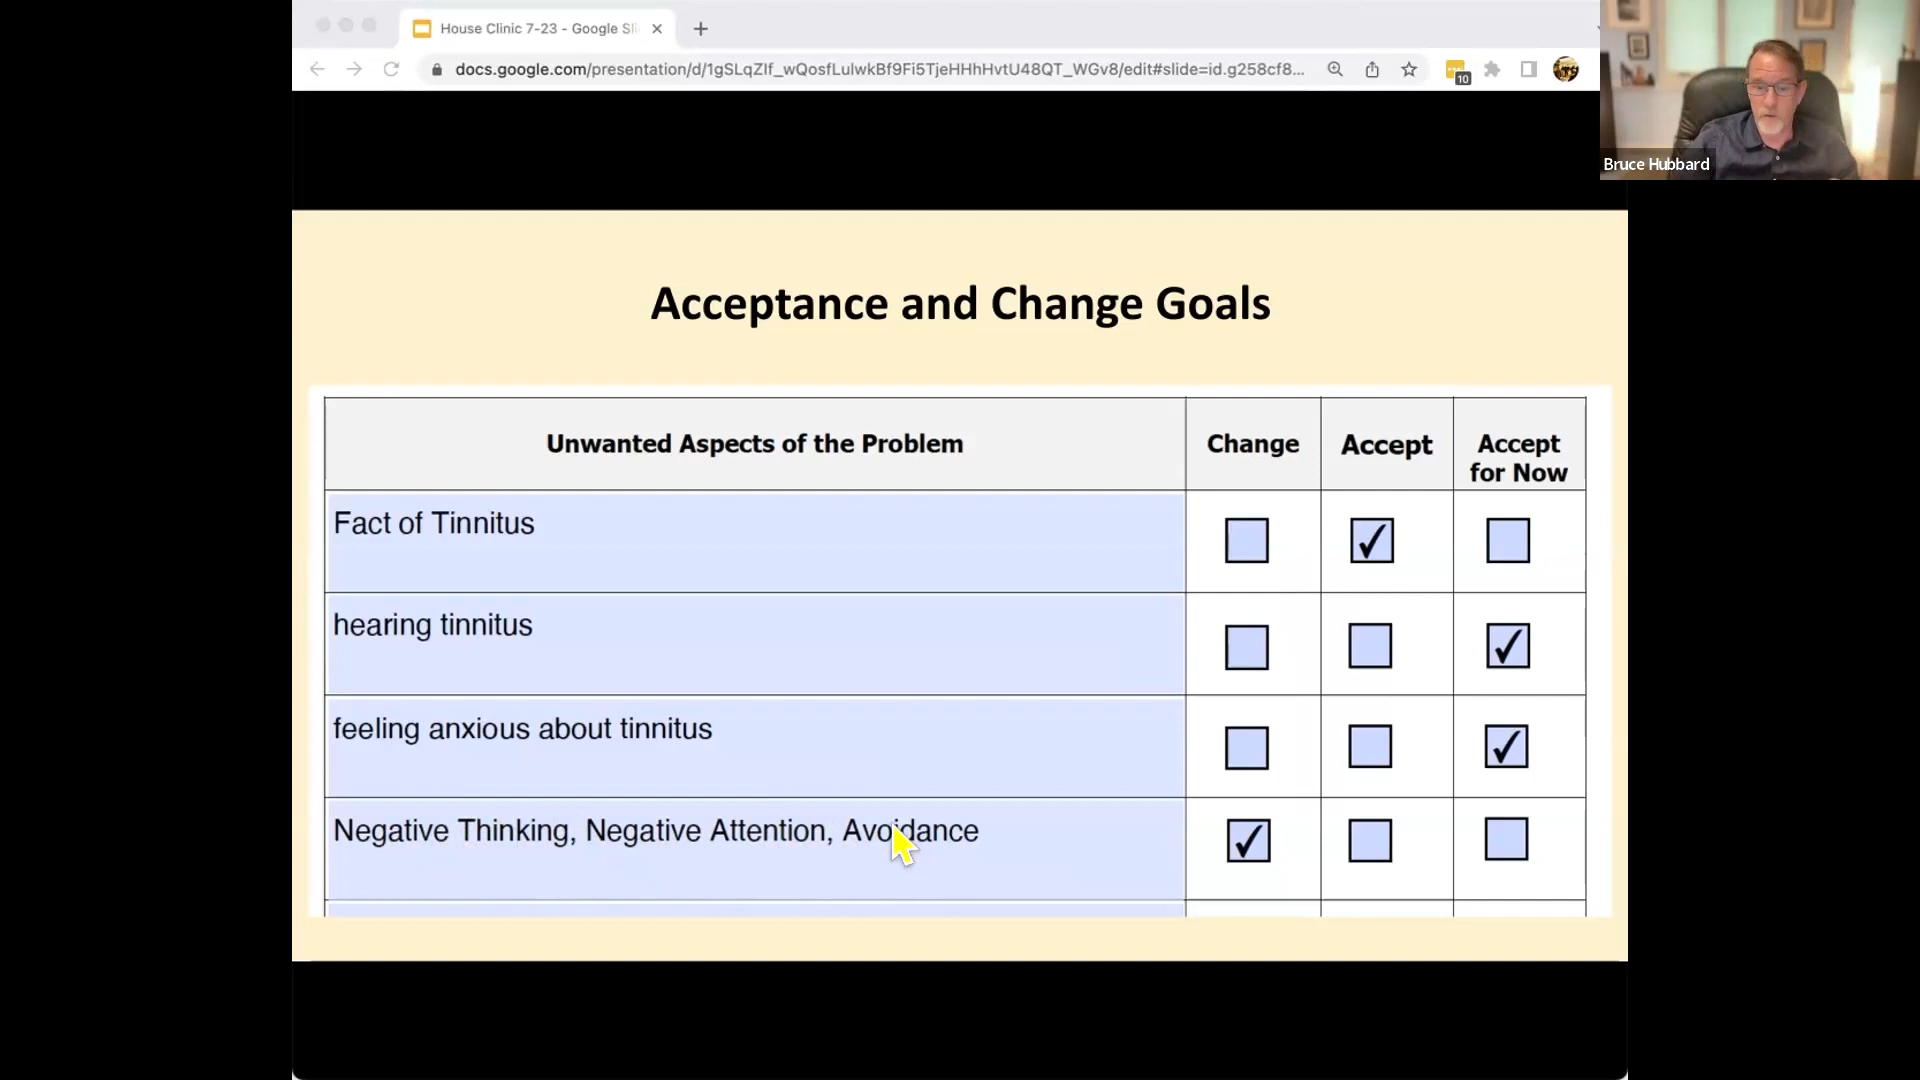 House Clinic 7-23 - Google Sli
docs.google.com/presentation/d/1gSLqZIf_wQosfLulwkBf9Fi5TjeHHhHvtU48QT_WGv8/edit#slide=id.g258cf8...
10
Bruce Hubbard
Acceptance and Change Goals
Unwanted Aspects of the Problem
Change
Accept
Accept
for Now
Fact of Tinnitus
hearing tinnitus
feeling anxious about tinnitus
Negative Thinking, Negative Attention, Avoidance